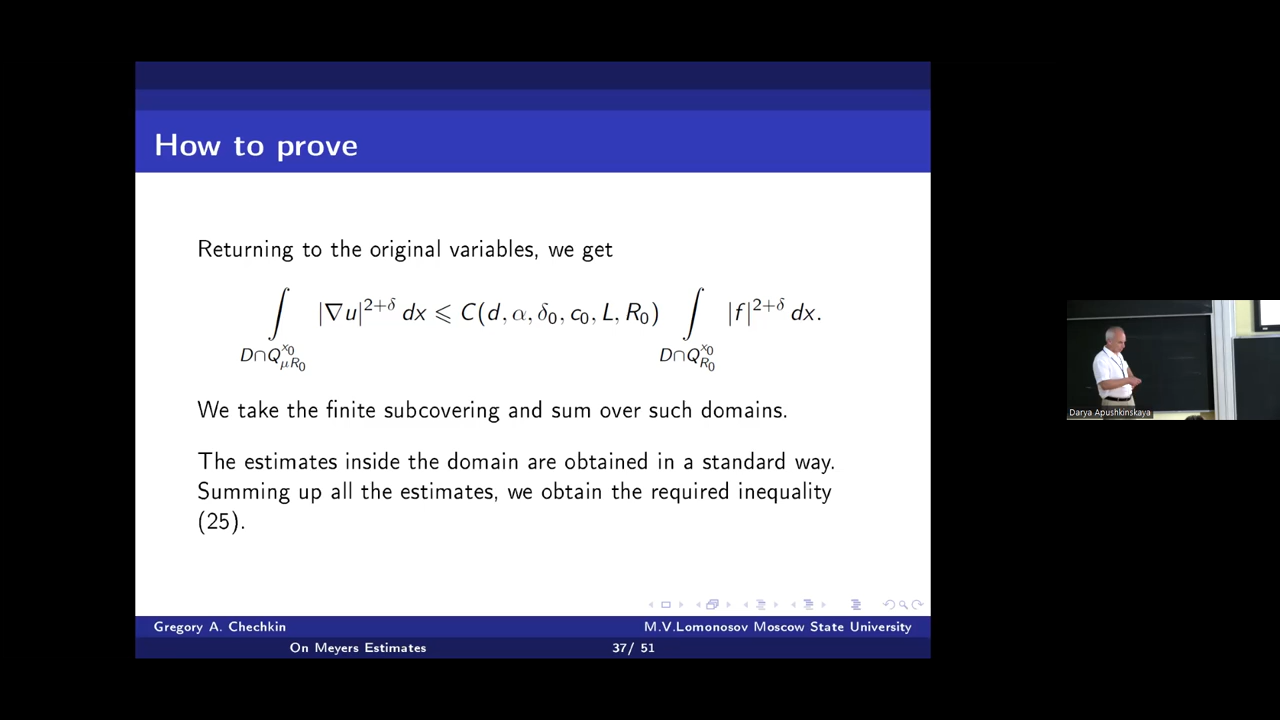 How to prove
Returning to the original variables, we get
∫_{D∩Q^{x_0}_{μR_0}} |∇u|^{2+δ} dx ⩽ C(d, α, δ_0, c_0, L, R_0) ∫_{D∩Q^{x_0}_{R_0}} |f|^{2+δ} dx.
We take the finite subcovering and sum over such domains.
The estimates inside the domain are obtained in a standard way.
Summing up all the estimates, we obtain the required inequality
(25).
Gregory A. Chechkin M.V.Lomonosov Moscow State University
On Meyers Estimates 37/ 51
Darya Apushkinskaya